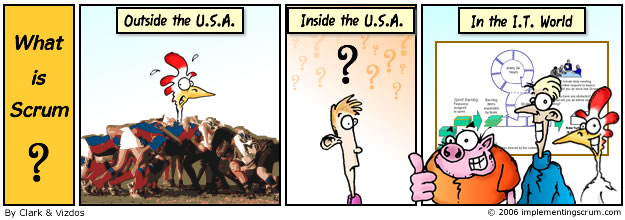 What
is
Scrum
?
Outside the U.S.A.
Inside the U.S.A.
?
In the I.T. World
By Clark & Vizdos
© 2006 implementingscrum.com